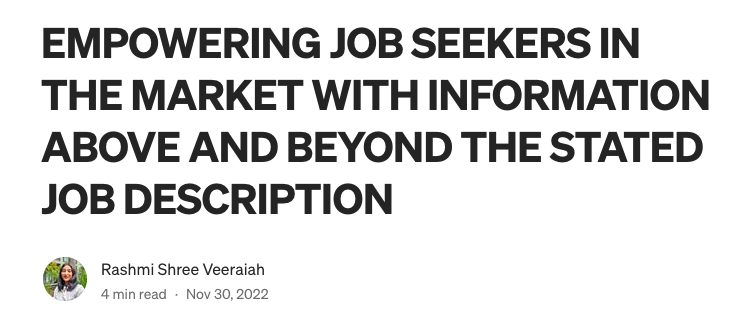 EMPOWERING JOB SEEKERS IN
THE MARKET WITH INFORMATION
ABOVE AND BEYOND THE STATED
JOB DESCRIPTION
Rashmi Shree Veeraiah
4 min read · Nov 30, 2022